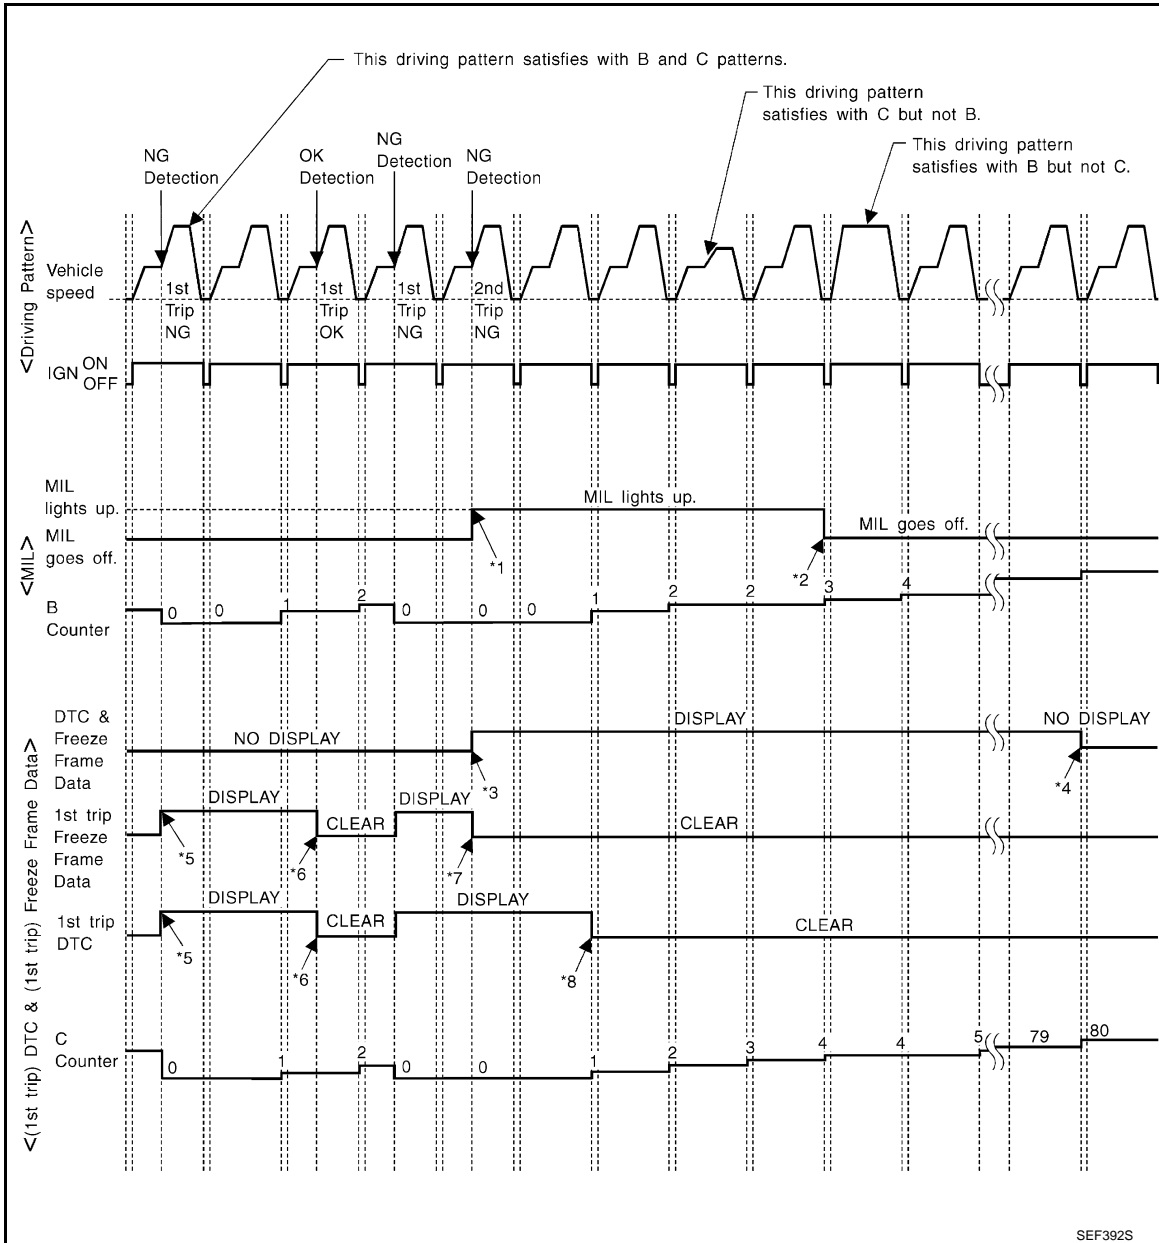 This driving pattern satisfies with B and C patterns.
This driving pattern
satisfies with C but not B.
This driving pattern
satisfies with B but not C.
NG
Detection
OK
Detection
NG
Detection
NG
Detection
<Driving Pattern>
Vehicle
speed
1st
Trip
NG
1st
Trip
OK
1st
Trip
NG
2nd
Trip
NG
IGN ON
OFF
<MIL>
MIL
lights up.
MIL
goes off.
MIL lights up.
MIL goes off.
*1
*2
B
Counter
0 0 1 2 0 0 0 1 2 2 3 4
<(1st trip) DTC & (1st trip) Freeze Frame Data>
DTC &
Freeze
Frame
Data
NO DISPLAY
DISPLAY
NO DISPLAY
*3
*4
1st trip
Freeze
Frame
Data
DISPLAY
CLEAR
DISPLAY
CLEAR
*5
*6
*7
1st trip
DTC
DISPLAY
CLEAR
DISPLAY
CLEAR
*5
*6
*8
C
Counter
0 1 2 0 0 1 2 3 4 4 5 79 80
SEF392S